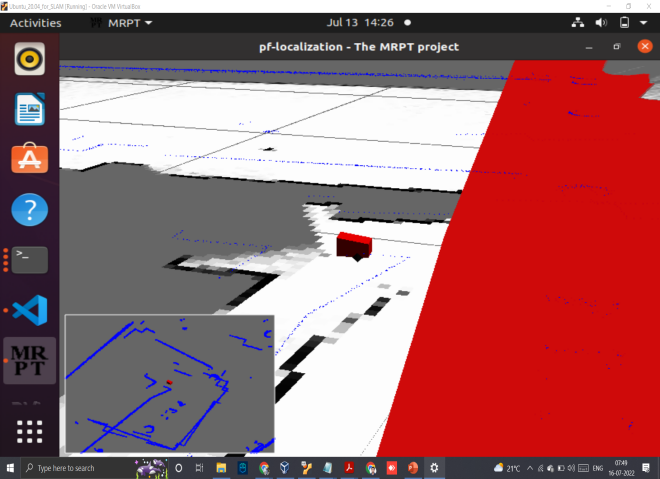 Ubuntu_20.04_for_SLAM [Running] - Oracle VM VirtualBox
Activities
MRPT
Jul 13 14:26
pf-localization - The MRPT project
?
>_
MR
PT
Type here to search
21°C
ENG
07:49
16-07-2022